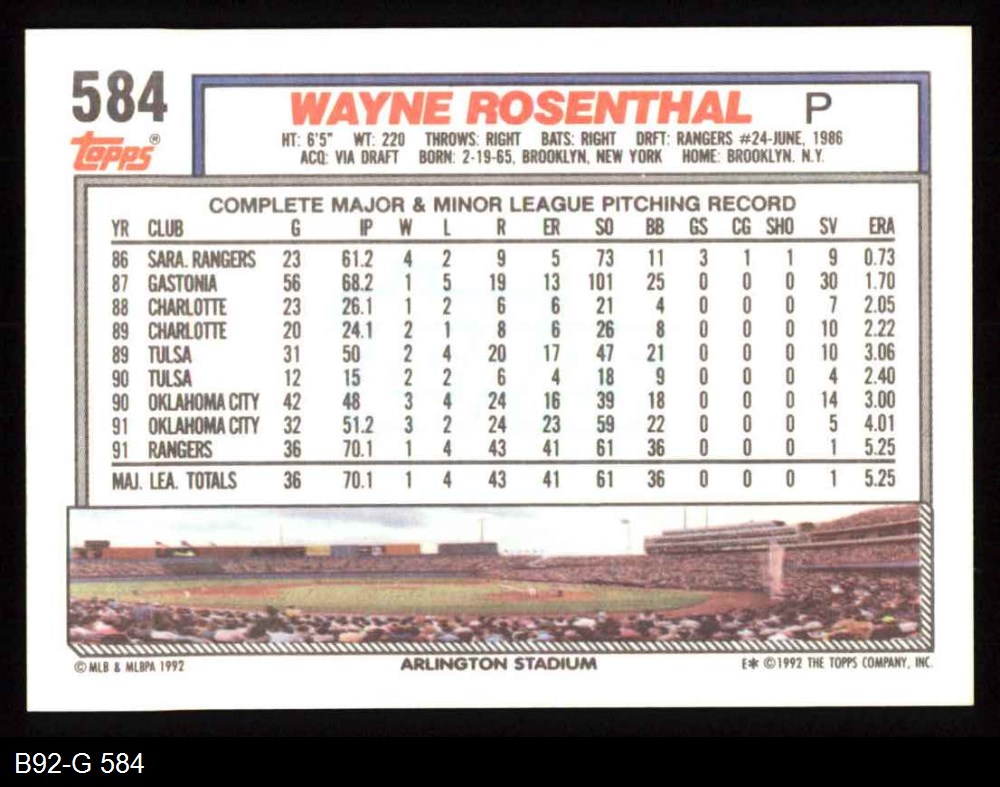 584
Topps®
WAYNE ROSENTHAL P
HT: 6'5" WT: 220 THROWS: RIGHT BATS: RIGHT DRFT: RANGERS #24-JUNE, 1986
ACQ: VIA DRAFT BORN: 2-19-65, BROOKLYN, NEW YORK HOME: BROOKLYN. N.Y.
COMPLETE MAJOR & MINOR LEAGUE PITCHING RECORD
YR CLUB G IP W L R ER SO BB GS CG SHO SV ERA
86 SARA. RANGERS 23 61.2 4 2 9 5 73 11 3 1 1 9 0.73
87 GASTONIA 56 68.2 1 5 19 13 101 25 0 0 0 30 1.70
88 CHARLOTTE 23 26.1 1 2 6 6 21 4 0 0 0 7 2.05
89 CHARLOTTE 20 24.1 2 1 8 6 26 8 0 0 0 10 2.22
89 TULSA 31 50 2 4 20 17 47 21 0 0 0 10 3.06
90 TULSA 12 15 2 2 6 4 18 9 0 0 0 4 2.40
90 OKLAHOMA CITY 42 48 3 4 24 16 39 18 0 0 0 14 3.00
91 OKLAHOMA CITY 32 51.2 3 2 24 23 59 22 0 0 0 5 4.01
91 RANGERS 36 70.1 1 4 43 41 61 36 0 0 0 1 5.25
MAJ. LEA. TOTALS 36 70.1 1 4 43 41 61 36 0 0 0 1 5.25
© MLB & MLBPA 1992 ARLINGTON STADIUM E* ©1992 THE TOPPS COMPANY, INC.
B92-G 584